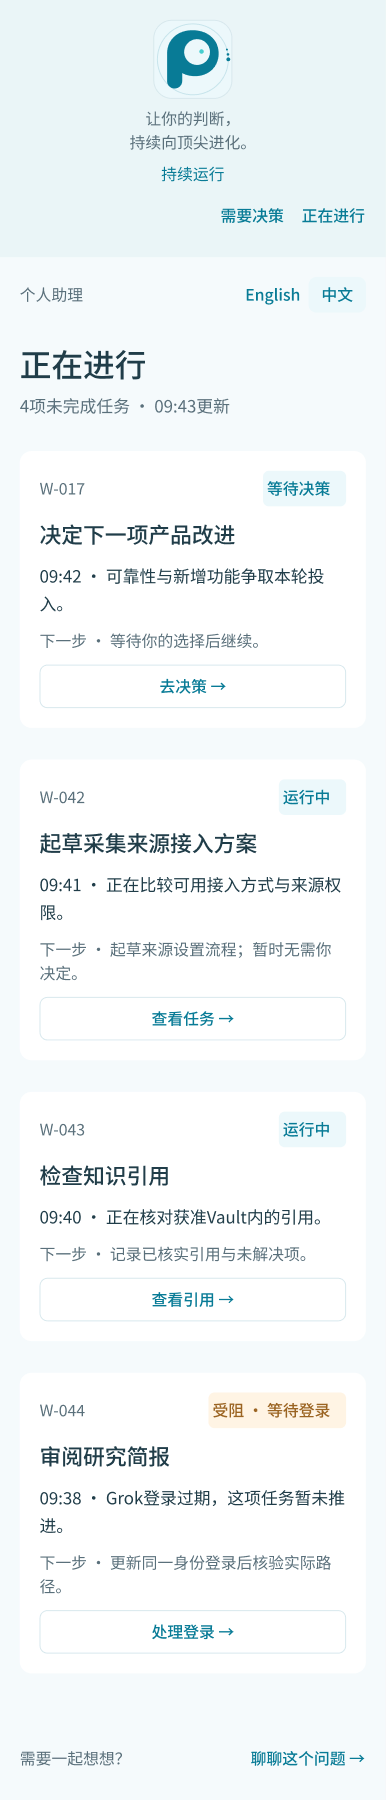 让你的判断，
持续向顶尖进化。
持续运行
需要决策 正在进行
个人助理 English 中文
正在进行
4项未完成任务 · 09:43更新
W-017 等待决策
决定下一项产品改进
09:42 · 可靠性与新增功能争取本轮投
入。
下一步 · 等待你的选择后继续。
去决策 →
W-042 运行中
起草采集来源接入方案
09:41 · 正在比较可用接入方式与来源权
限。
下一步 · 起草来源设置流程；暂时无需你
决定。
查看任务 →
W-043 运行中
检查知识引用
09:40 · 正在核对获准Vault内的引用。
下一步 · 记录已核实引用与未解决项。
查看引用 →
W-044 受阻 · 等待登录
审阅研究简报
09:38 · Grok登录过期，这项任务暂未推
进。
下一步 · 更新同一身份登录后核验实际路
径。
处理登录 →
需要一起想想？ 聊聊这个问题 →